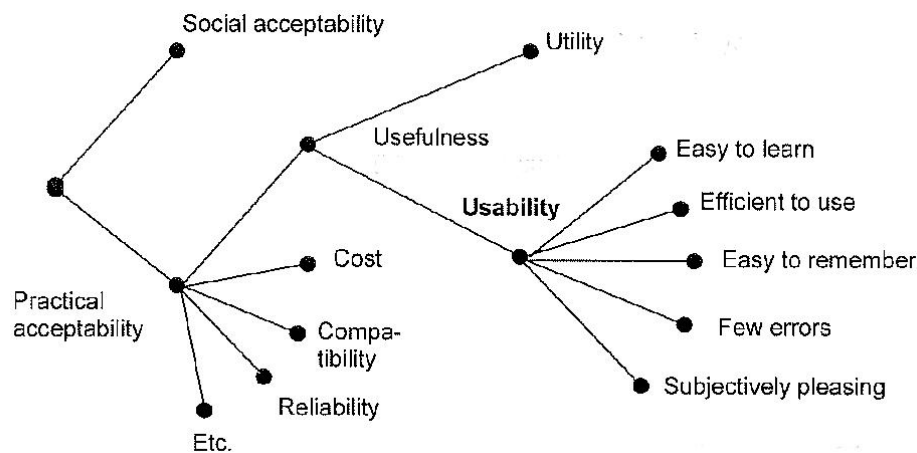 Social acceptability
Utility
Usefulness
Easy to learn
Usability
Efficient to use
Cost
Easy to remember
Practical
acceptability
Compa-
tibility
Few errors
Reliability
Subjectively pleasing
Etc.